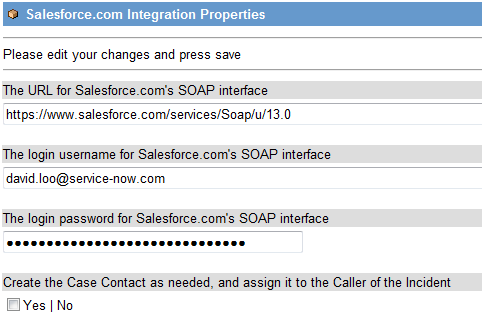 Salesforce.com Integration Properties
Please edit your changes and press save
The URL for Salesforce.com's SOAP interface
https://www.salesforce.com/services/Soap/u/13.0
The login username for Salesforce.com's SOAP interface
david.loo@service-now.com
The login password for Salesforce.com's SOAP interface
••••••••••••••••••••••••••••••
Create the Case Contact as needed, and assign it to the Caller of the Incident
Yes | No